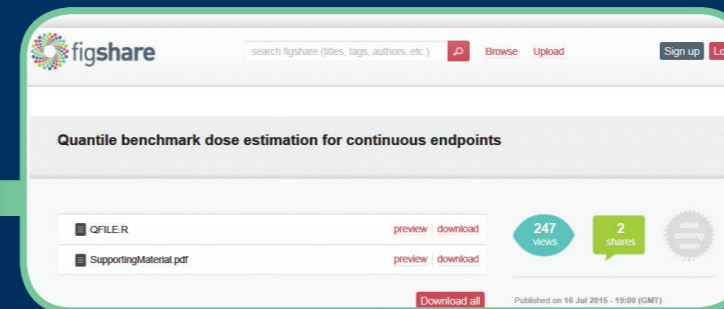 figshare
search figshare (titles, tags, authors, etc.)
Browse Upload
Sign up Lo
Quantile benchmark dose estimation for continuous endpoints
QFILE.R preview download
SupportingMaterial.pdf preview download
Download all
247
views
2
shares
cites
coming
soon
Published on 16 Jul 2015 - 19:00 (GMT)